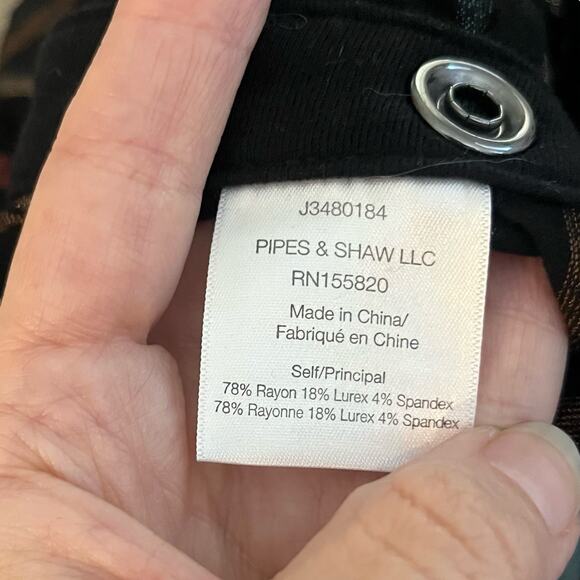 J3480184
PIPES & SHAW LLC
RN155820
Made in China/
Fabriqué en Chine
Self/Principal
78% Rayon 18% Lurex 4% Spandex
78% Rayonne 18% Lurex 4% Spandex